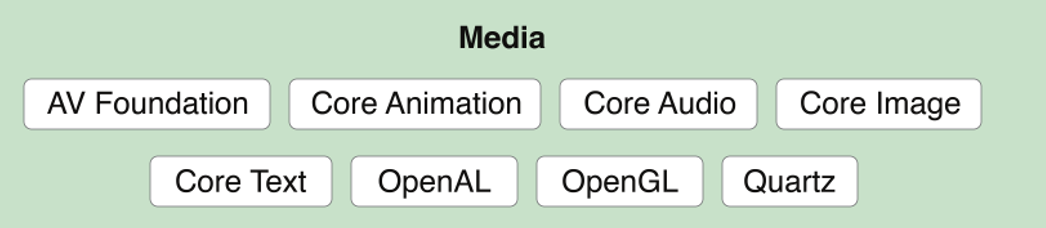 Media
AV Foundation Core Animation Core Audio Core Image
Core Text OpenAL OpenGL Quartz